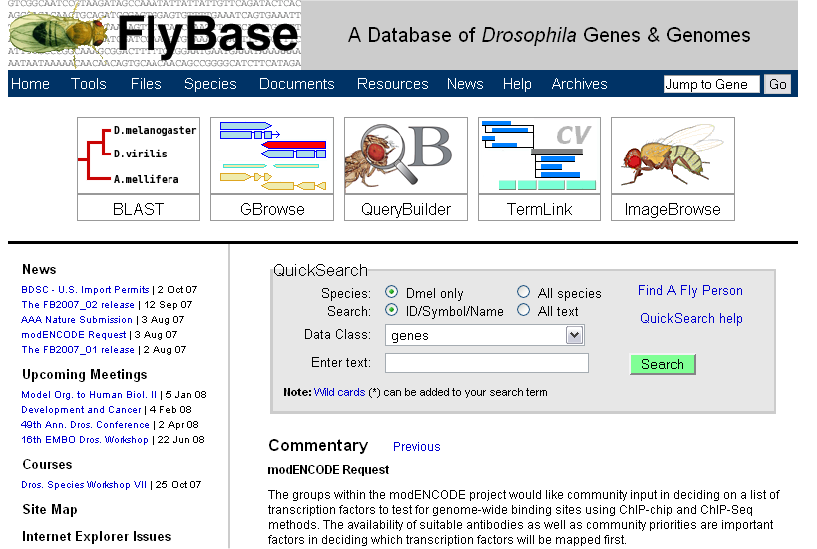 FlyBase
A Database of Drosophila Genes & Genomes
Home Tools Files Species Documents Resources News Help Archives Jump to Gene Go
D.melanogaster
D.virilis
A.mellifera
BLAST
GBrowse
QB
QueryBuilder
CV
TermLink
ImageBrowse
News
BDSC - U.S. Import Permits | 2 Oct 07
The FB2007_02 release | 12 Sep 07
AAA Nature Submission | 3 Aug 07
modENCODE Request | 3 Aug 07
The FB2007_01 release | 2 Aug 07
Upcoming Meetings
Model Org. to Human Biol. II | 5 Jan 08
Development and Cancer | 4 Feb 08
49th Ann. Dros. Conference | 2 Apr 08
16th EMBO Dros. Workshop | 22 Jun 08
Courses
Dros. Species Workshop VII | 25 Oct 07
Site Map
Internet Explorer Issues
QuickSearch
Species: Dmel only All species Find A Fly Person
Search: ID/Symbol/Name All text QuickSearch help
Data Class: genes
Enter text: Search
Note: Wild cards (*) can be added to your search term
Commentary Previous
modENCODE Request
The groups within the modENCODE project would like community input in deciding on a list of
transcription factors to test for genome-wide binding sites using ChIP-chip and ChIP-Seq
methods. The availability of suitable antibodies as well as community priorities are important
factors in deciding which transcription factors will be mapped first.